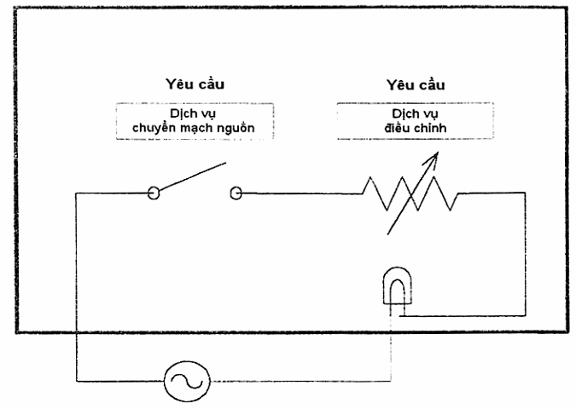 Yêu cầu
Dịch vụ
chuyển mạch nguồn
Yêu cầu
Dịch vụ
điều chỉnh